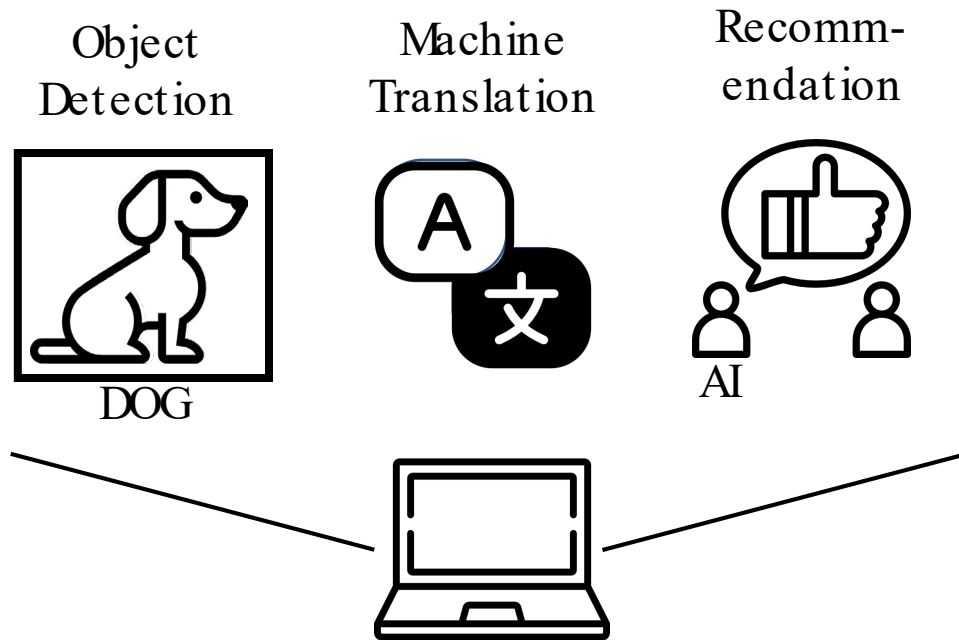 Object
Detection
Machine
Translation
Recomm-
endation
A
文
DOG
AI